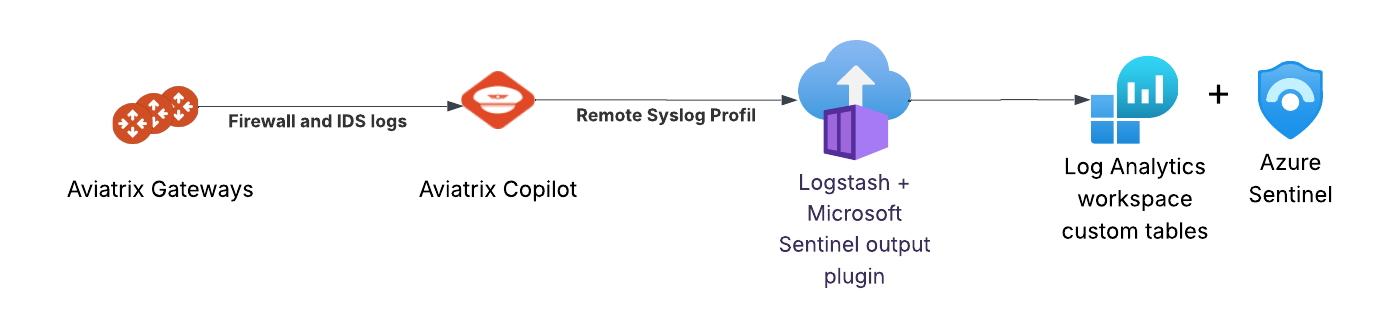 Firewall and IDS logs
Remote Syslog Profil
+
Aviatrix Gateways
Aviatrix Copilot
Logstash +
Microsoft
Sentinel output
plugin
Log Analytics
workspace
custom tables
Azure
Sentinel